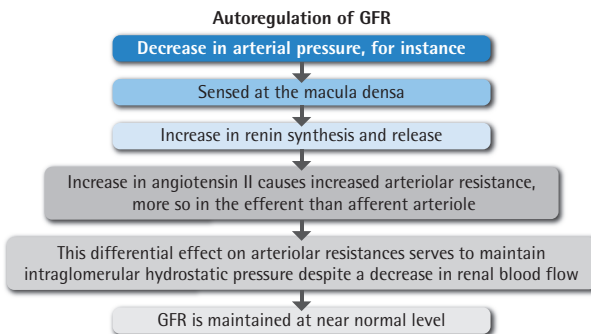 Autoregulation of GFR
Decrease in arterial pressure, for instance
Sensed at the macula densa
Increase in renin synthesis and release
Increase in angiotensin II causes increased arteriolar resistance,
more so in the efferent than afferent arteriole
This differential effect on arteriolar resistances serves to maintain
intraglomerular hydrostatic pressure despite a decrease in renal blood flow
GFR is maintained at near normal level